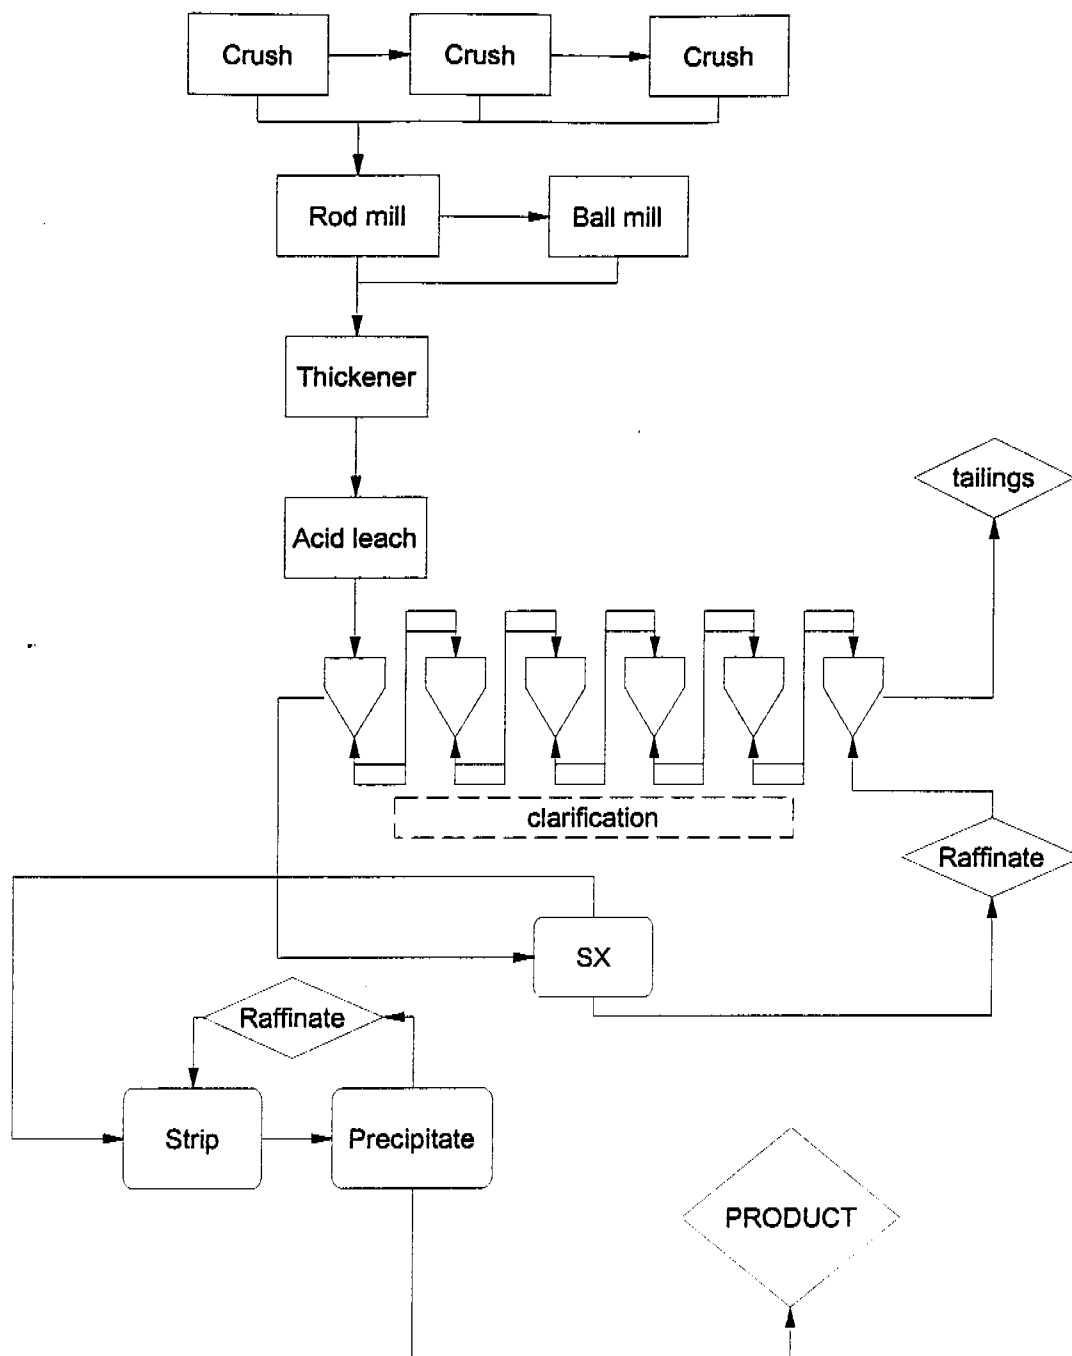 Crush
Crush
Crush
Rod mill
Ball mill
Thickener
tailings
Acid leach
clarification
Raffinate
SX
Raffinate
Strip
Precipitate
PRODUCT